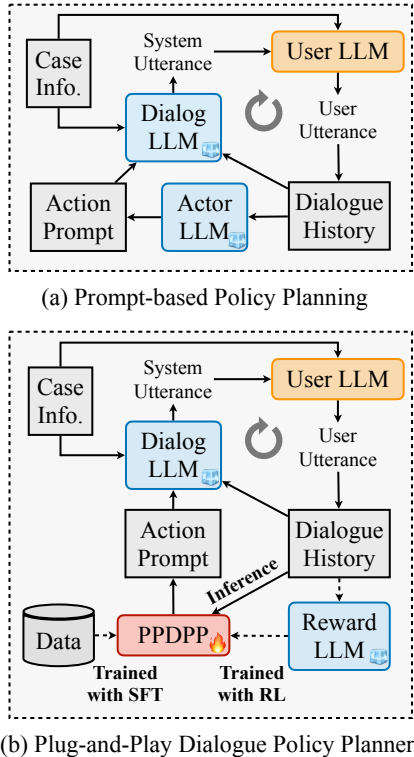 Case
Info.
System
Utterance
User LLM
Dialog
LLM
User
Utterance
Action
Prompt
Actor
LLM
Dialogue
History
(a) Prompt-based Policy Planning
Case
Info.
System
Utterance
User LLM
Dialog
LLM
User
Utterance
Action
Prompt
Dialogue
History
Inference
Data
PPDPP
Reward
LLM
Trained
with SFT
Trained
with RL
(b) Plug-and-Play Dialogue Policy Planner